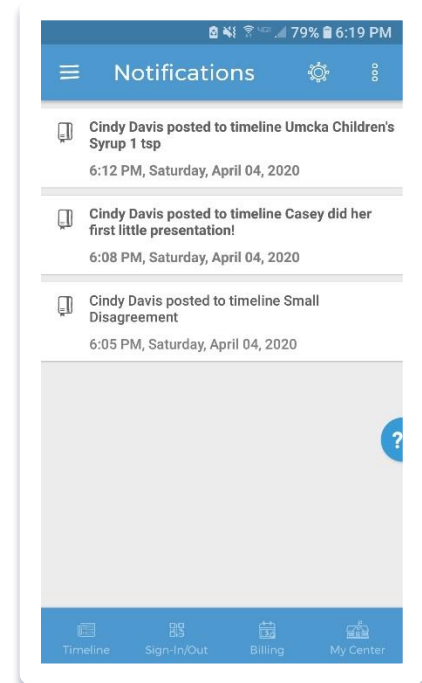 79% 6:19 PM
Notifications
Cindy Davis posted to timeline Umcka Children's
Syrup 1 tsp
6:12 PM, Saturday, April 04, 2020
Cindy Davis posted to timeline Casey did her
first little presentation!
6:08 PM, Saturday, April 04, 2020
Cindy Davis posted to timeline Small
Disagreement
6:05 PM, Saturday, April 04, 2020
?
Timeline Sign-In/Out Billing My Center